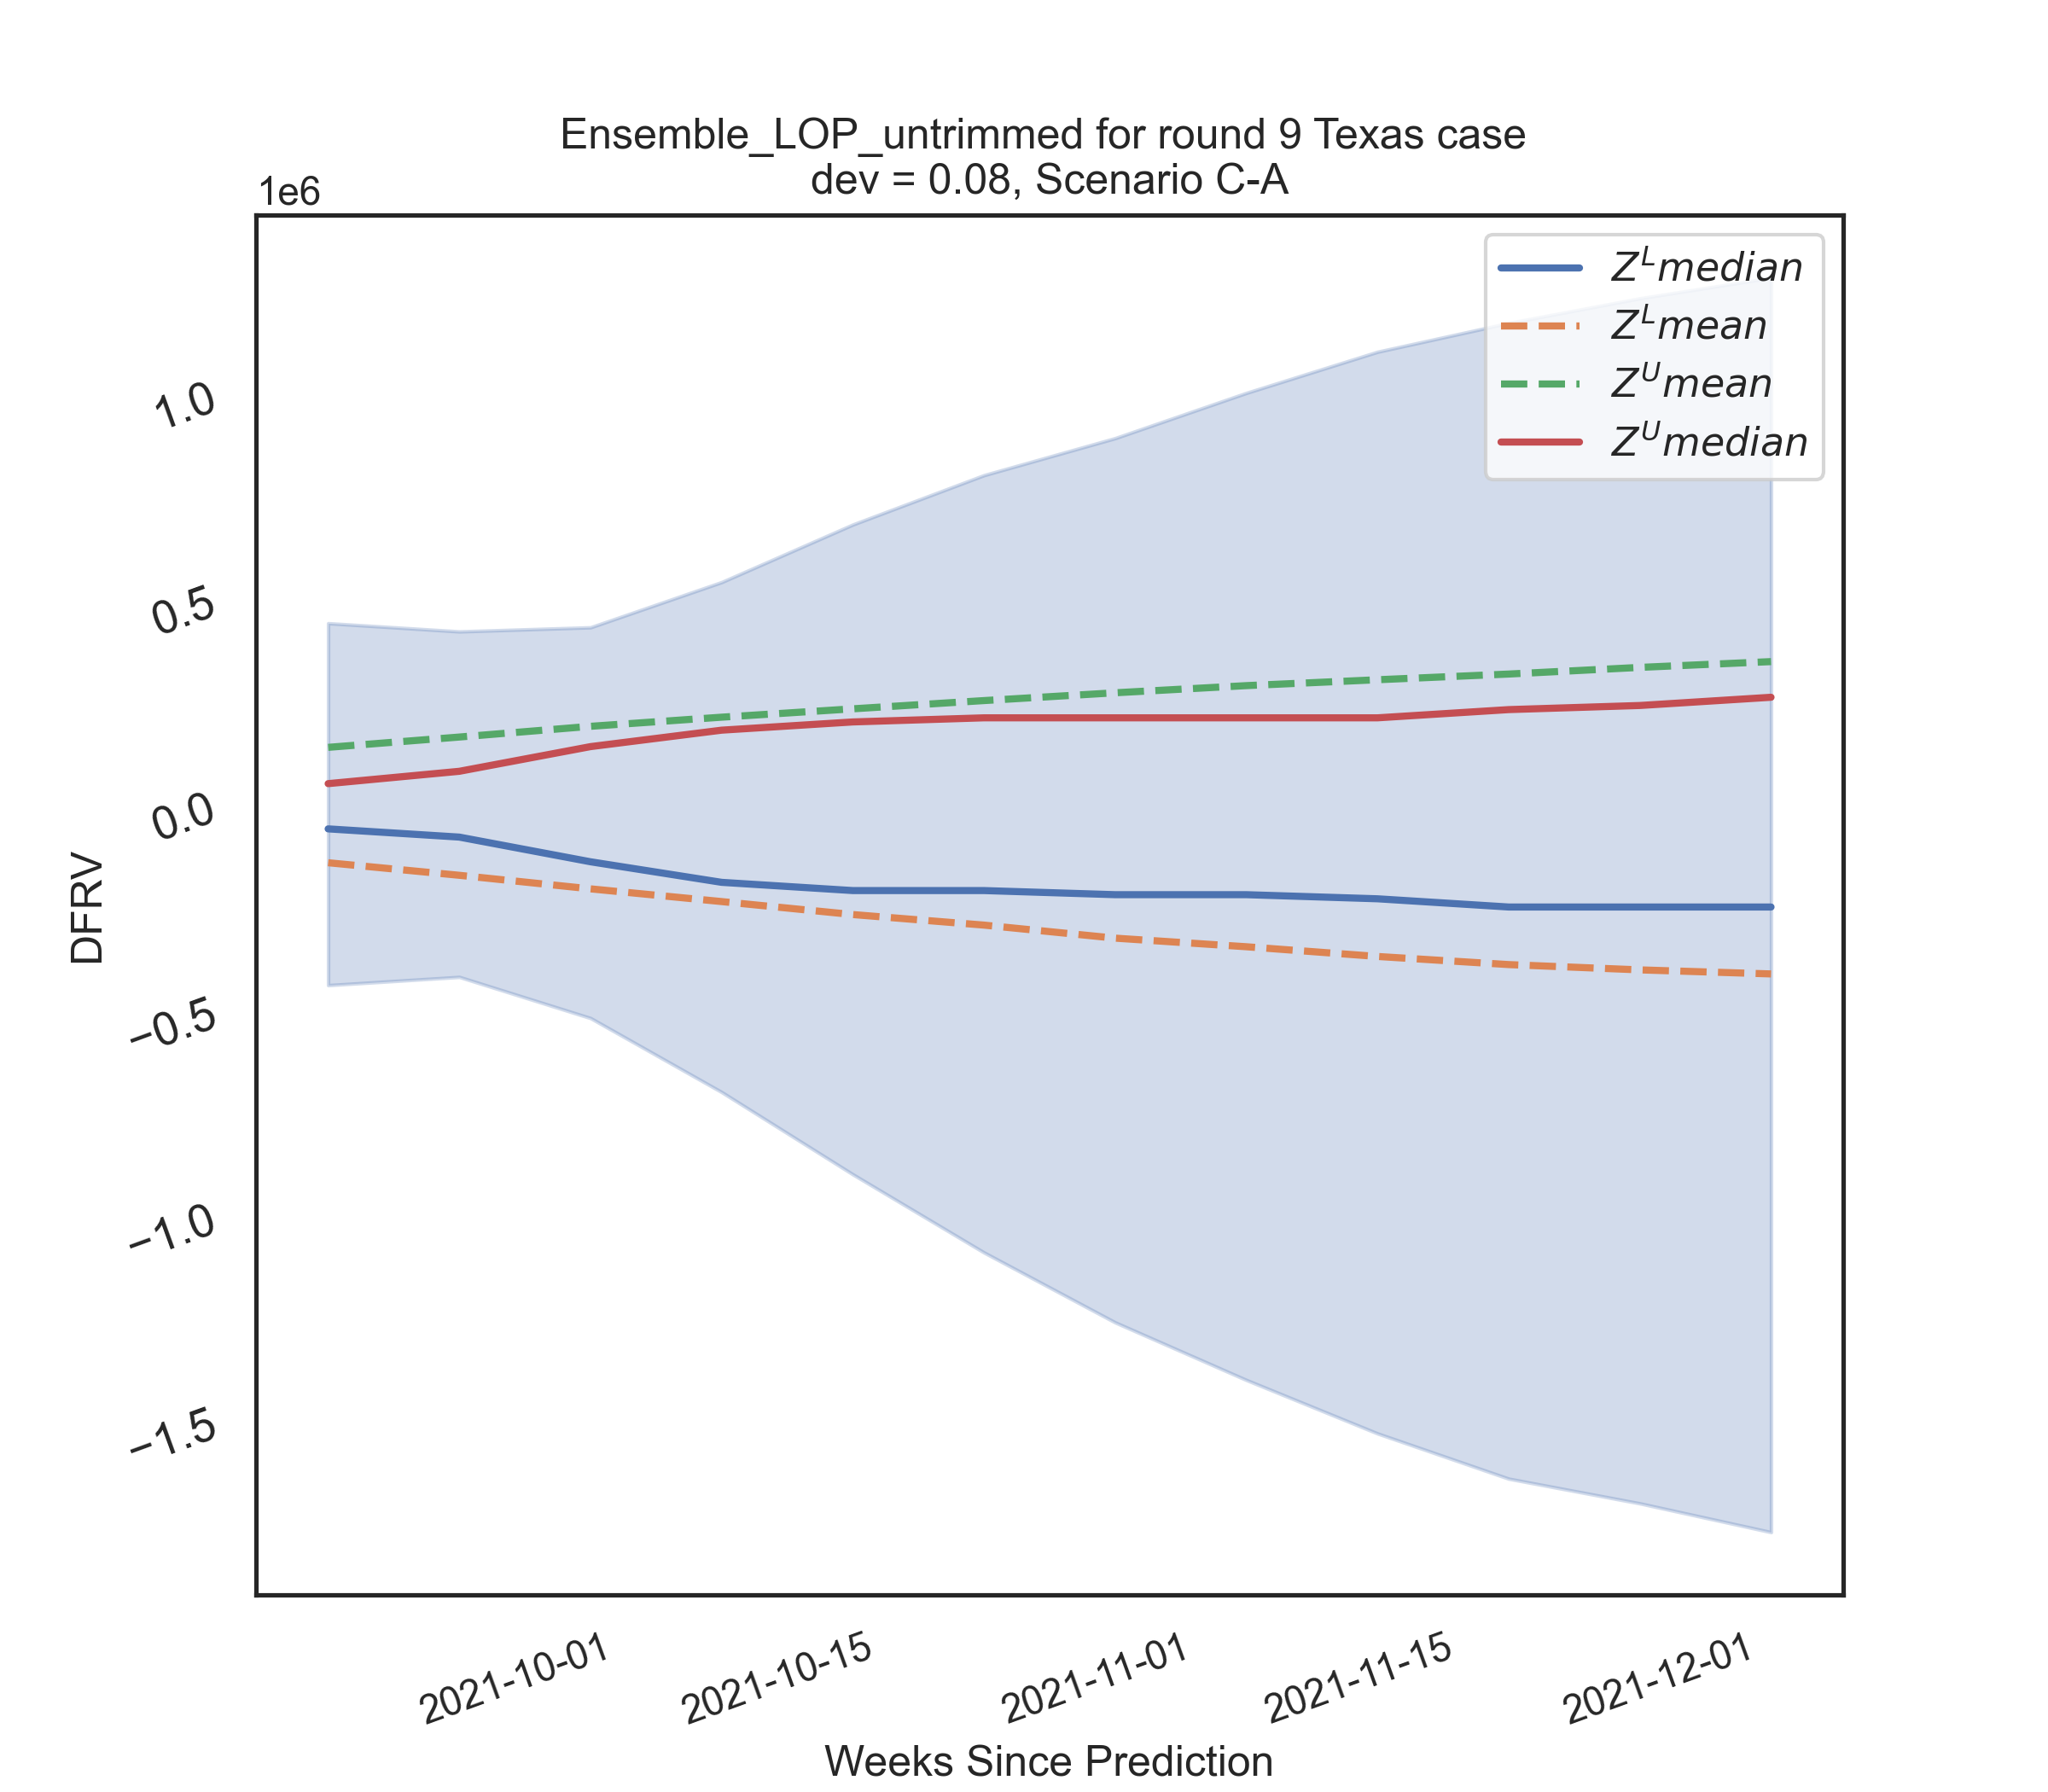 Ensemble_LOP_untrimmed for round 9 Texas case
dev = 0.08, Scenario C-A
1e6
Z^L median
Z^L mean
Z^U mean
Z^U median
1.0
0.5
0.0
−0.5
−1.0
−1.5
DFRV
2021-10-01
2021-10-15
2021-11-01
2021-11-15
2021-12-01
Weeks Since Prediction